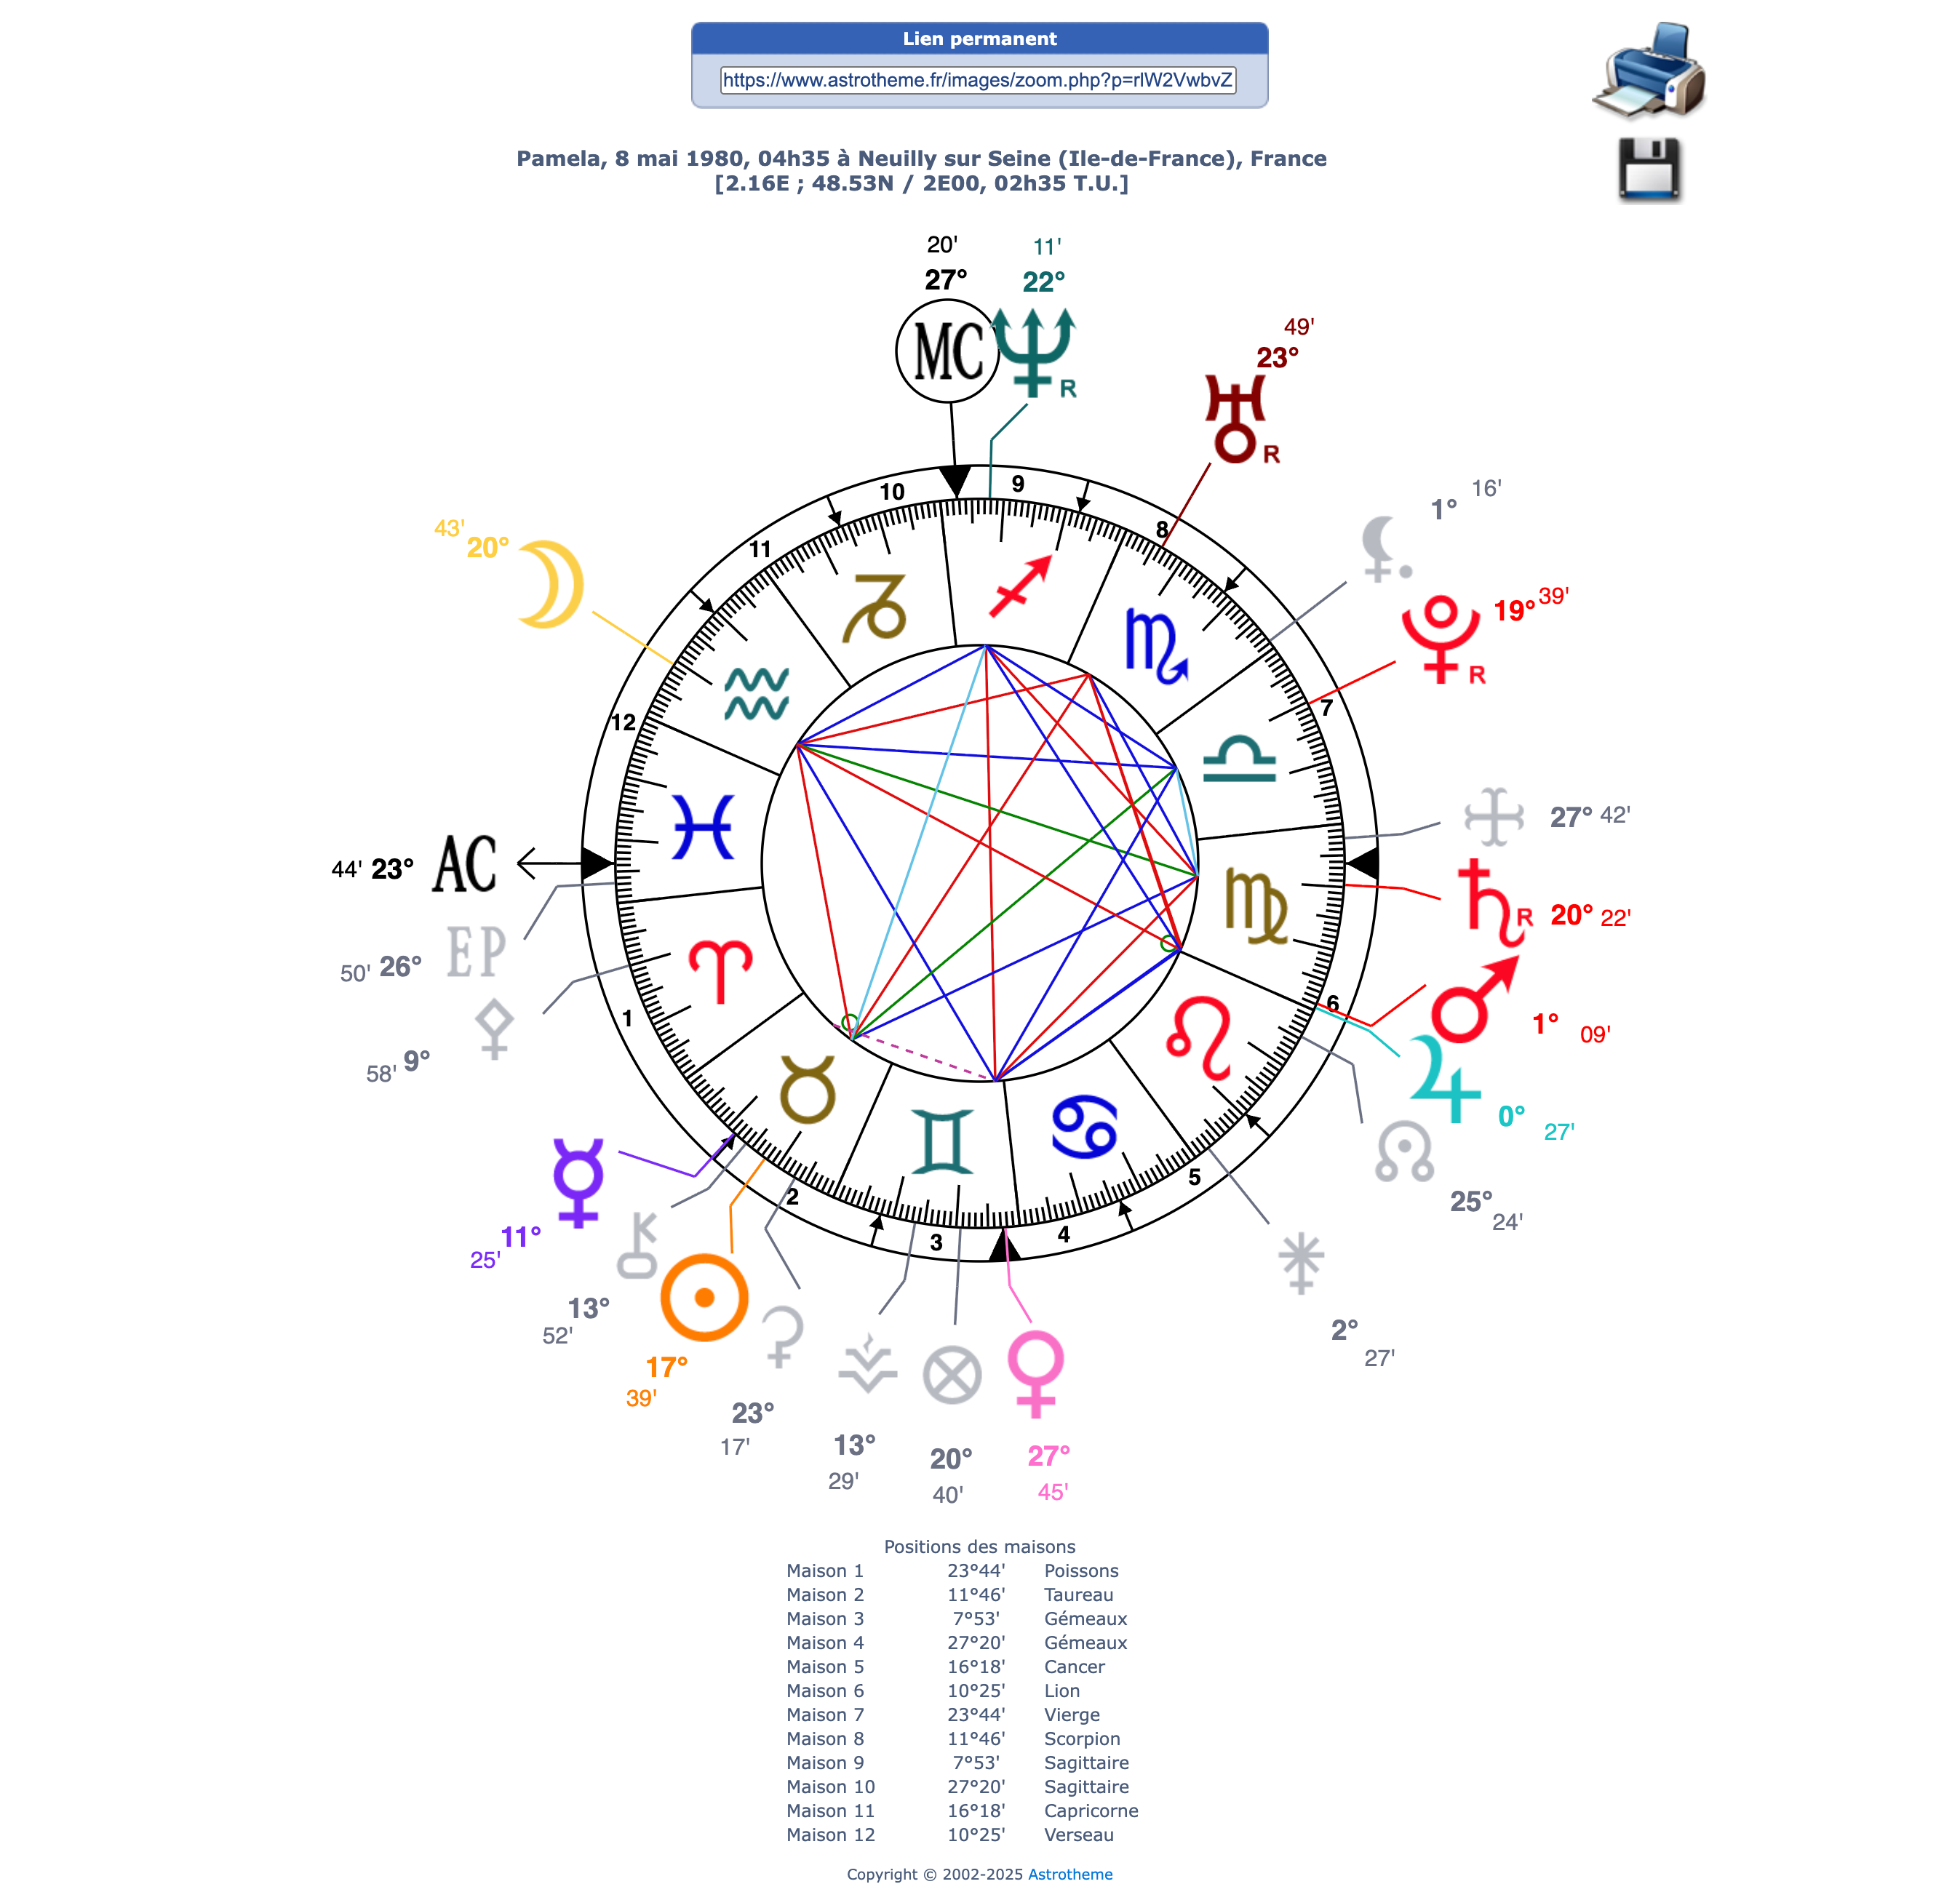 Lien permanent
https://www.astrotheme.fr/images/zoom.php?p=rlW2VwbvZ
Pamela, 8 mai 1980, 04h35 à Neuilly sur Seine (Ile-de-France), France
[2.16E ; 48.53N / 2E00, 02h35 T.U.]
20' 11'
27° 22°
MC R
49'
23°
R
16'
1°
43' 20°
19° 39'
R
10 9
11 8
12 7
27° 42'
44' 23° AC
R 20° 22'
50' 26° EP
58' 9°
1 6
1° 09'
0° 27'
2 5
3 4
25°
24'
11°
25'
13°
52'
17°
39'
23°
17'
13°
29'
20°
40'
27°
45'
2°
27'
Positions des maisons
Maison 1 23°44' Poissons
Maison 2 11°46' Taureau
Maison 3 7°53' Gémeaux
Maison 4 27°20' Gémeaux
Maison 5 16°18' Cancer
Maison 6 10°25' Lion
Maison 7 23°44' Vierge
Maison 8 11°46' Scorpion
Maison 9 7°53' Sagittaire
Maison 10 27°20' Sagittaire
Maison 11 16°18' Capricorne
Maison 12 10°25' Verseau
Copyright © 2002-2025 Astrotheme